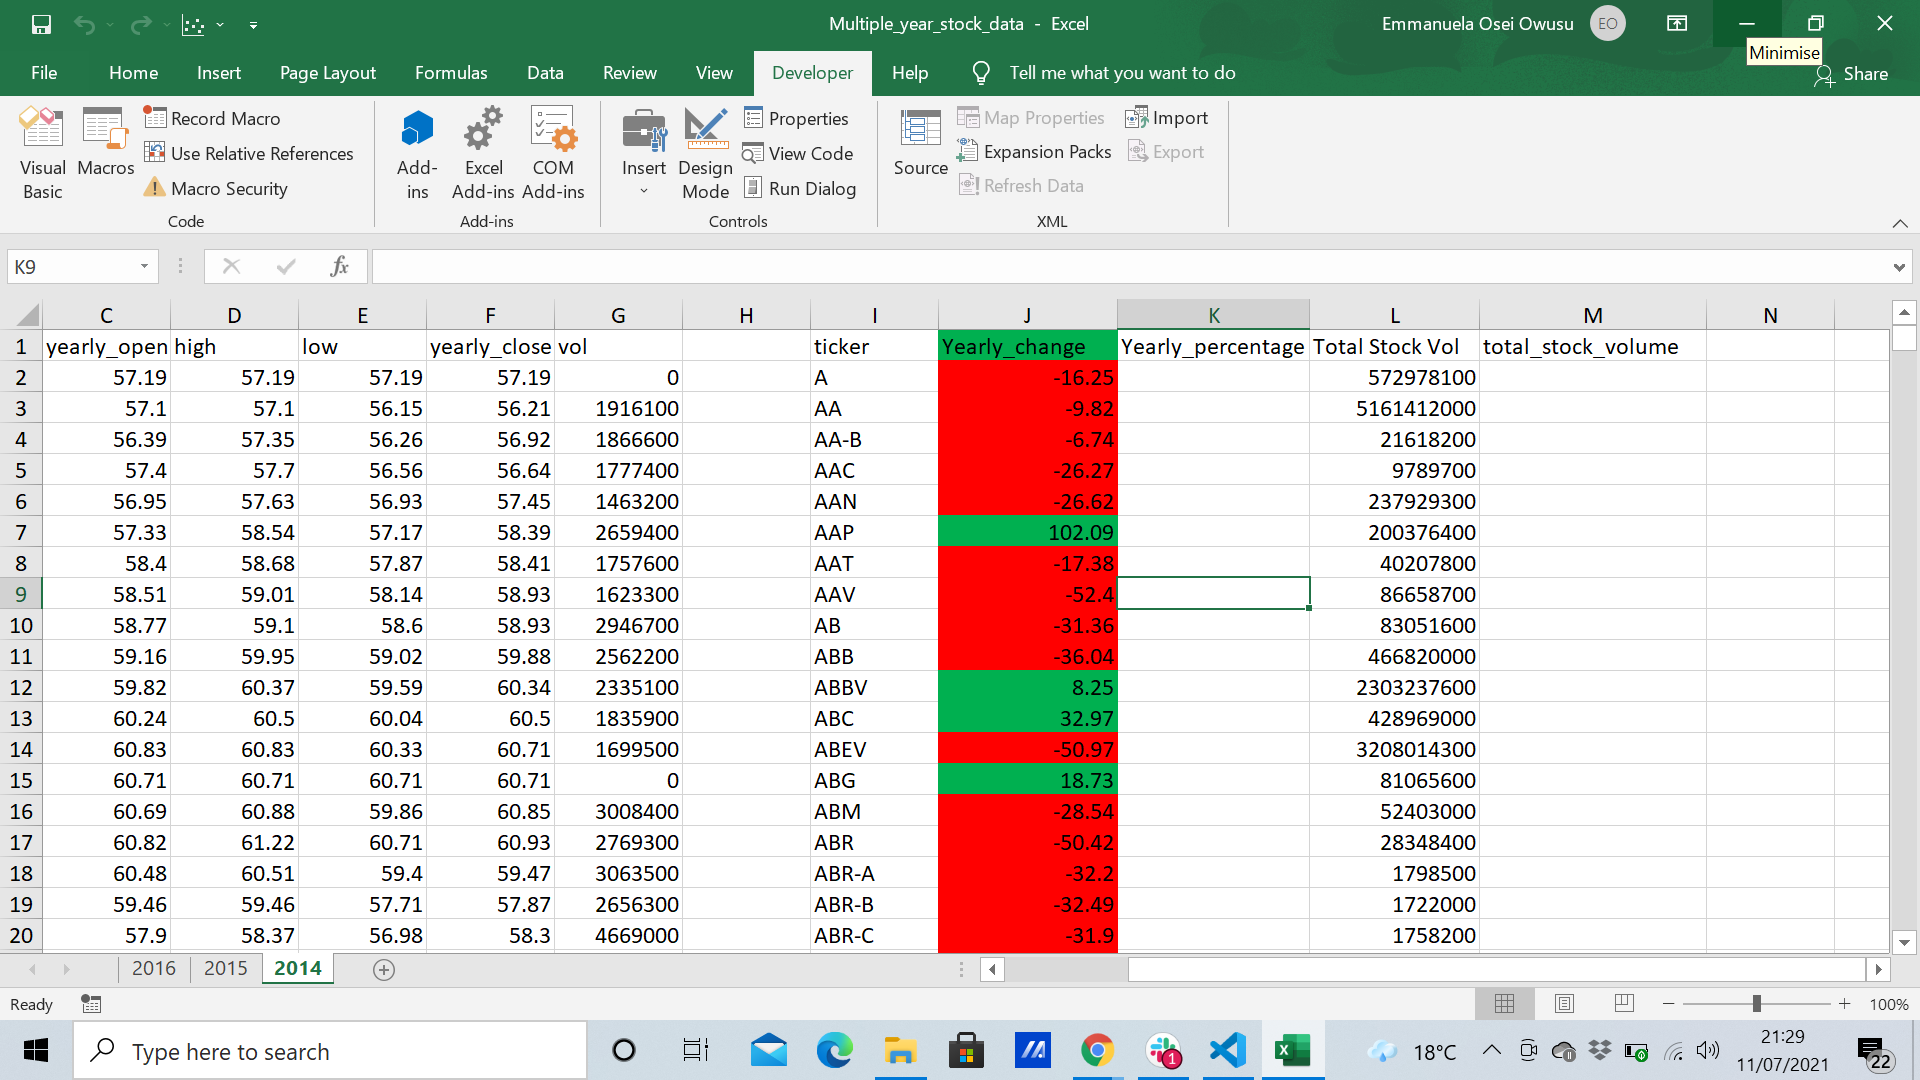 Multiple_year_stock_data - Excel
Emmanuela Osei Owusu EO
Minimise
File Home Insert Page Layout Formulas Data Review View Developer Help Tell me what you want to do Share
Visual Basic
Macros
Record Macro
Use Relative References
Macro Security
Code
Add-ins
Excel Add-ins
COM Add-ins
Add-ins
Insert
Design Mode
Properties
View Code
Run Dialog
Controls
Source
Map Properties
Expansion Packs
Refresh Data
Import
Export
XML
K9 fx
C D E F G H I J K L M N
1 yearly_open high low yearly_close vol ticker Yearly_change Yearly_percentage Total Stock Vol total_stock_volume
2 57.19 57.19 57.19 57.19 0 A -16.25 572978100
3 57.1 57.1 56.15 56.21 1916100 AA -9.82 5161412000
4 56.39 57.35 56.26 56.92 1866600 AA-B -6.74 21618200
5 57.4 57.7 56.56 56.64 1777400 AAC -26.27 9789700
6 56.95 57.63 56.93 57.45 1463200 AAN -26.62 237929300
7 57.33 58.54 57.17 58.39 2659400 AAP 102.09 200376400
8 58.4 58.68 57.87 58.41 1757600 AAT -17.38 40207800
9 58.51 59.01 58.14 58.93 1623300 AAV -52.4 86658700
10 58.77 59.1 58.6 58.93 2946700 AB -31.36 83051600
11 59.16 59.95 59.02 59.88 2562200 ABB -36.04 466820000
12 59.82 60.37 59.59 60.34 2335100 ABBV 8.25 2303237600
13 60.24 60.5 60.04 60.5 1835900 ABC 32.97 428969000
14 60.83 60.83 60.33 60.71 1699500 ABEV -50.97 3208014300
15 60.71 60.71 60.71 60.71 0 ABG 18.73 81065600
16 60.69 60.88 59.86 60.85 3008400 ABM -28.54 52403000
17 60.82 61.22 60.71 60.93 2769300 ABR -50.42 28348400
18 60.48 60.51 59.4 59.47 3063500 ABR-A -32.2 1798500
19 59.46 59.46 57.71 57.87 2656300 ABR-B -32.49 1722000
20 57.9 58.37 56.98 58.3 4669000 ABR-C -31.9 1758200
2016 2015 2014
Ready 100%
Type here to search 1 18°C 21:29
11/07/2021 22